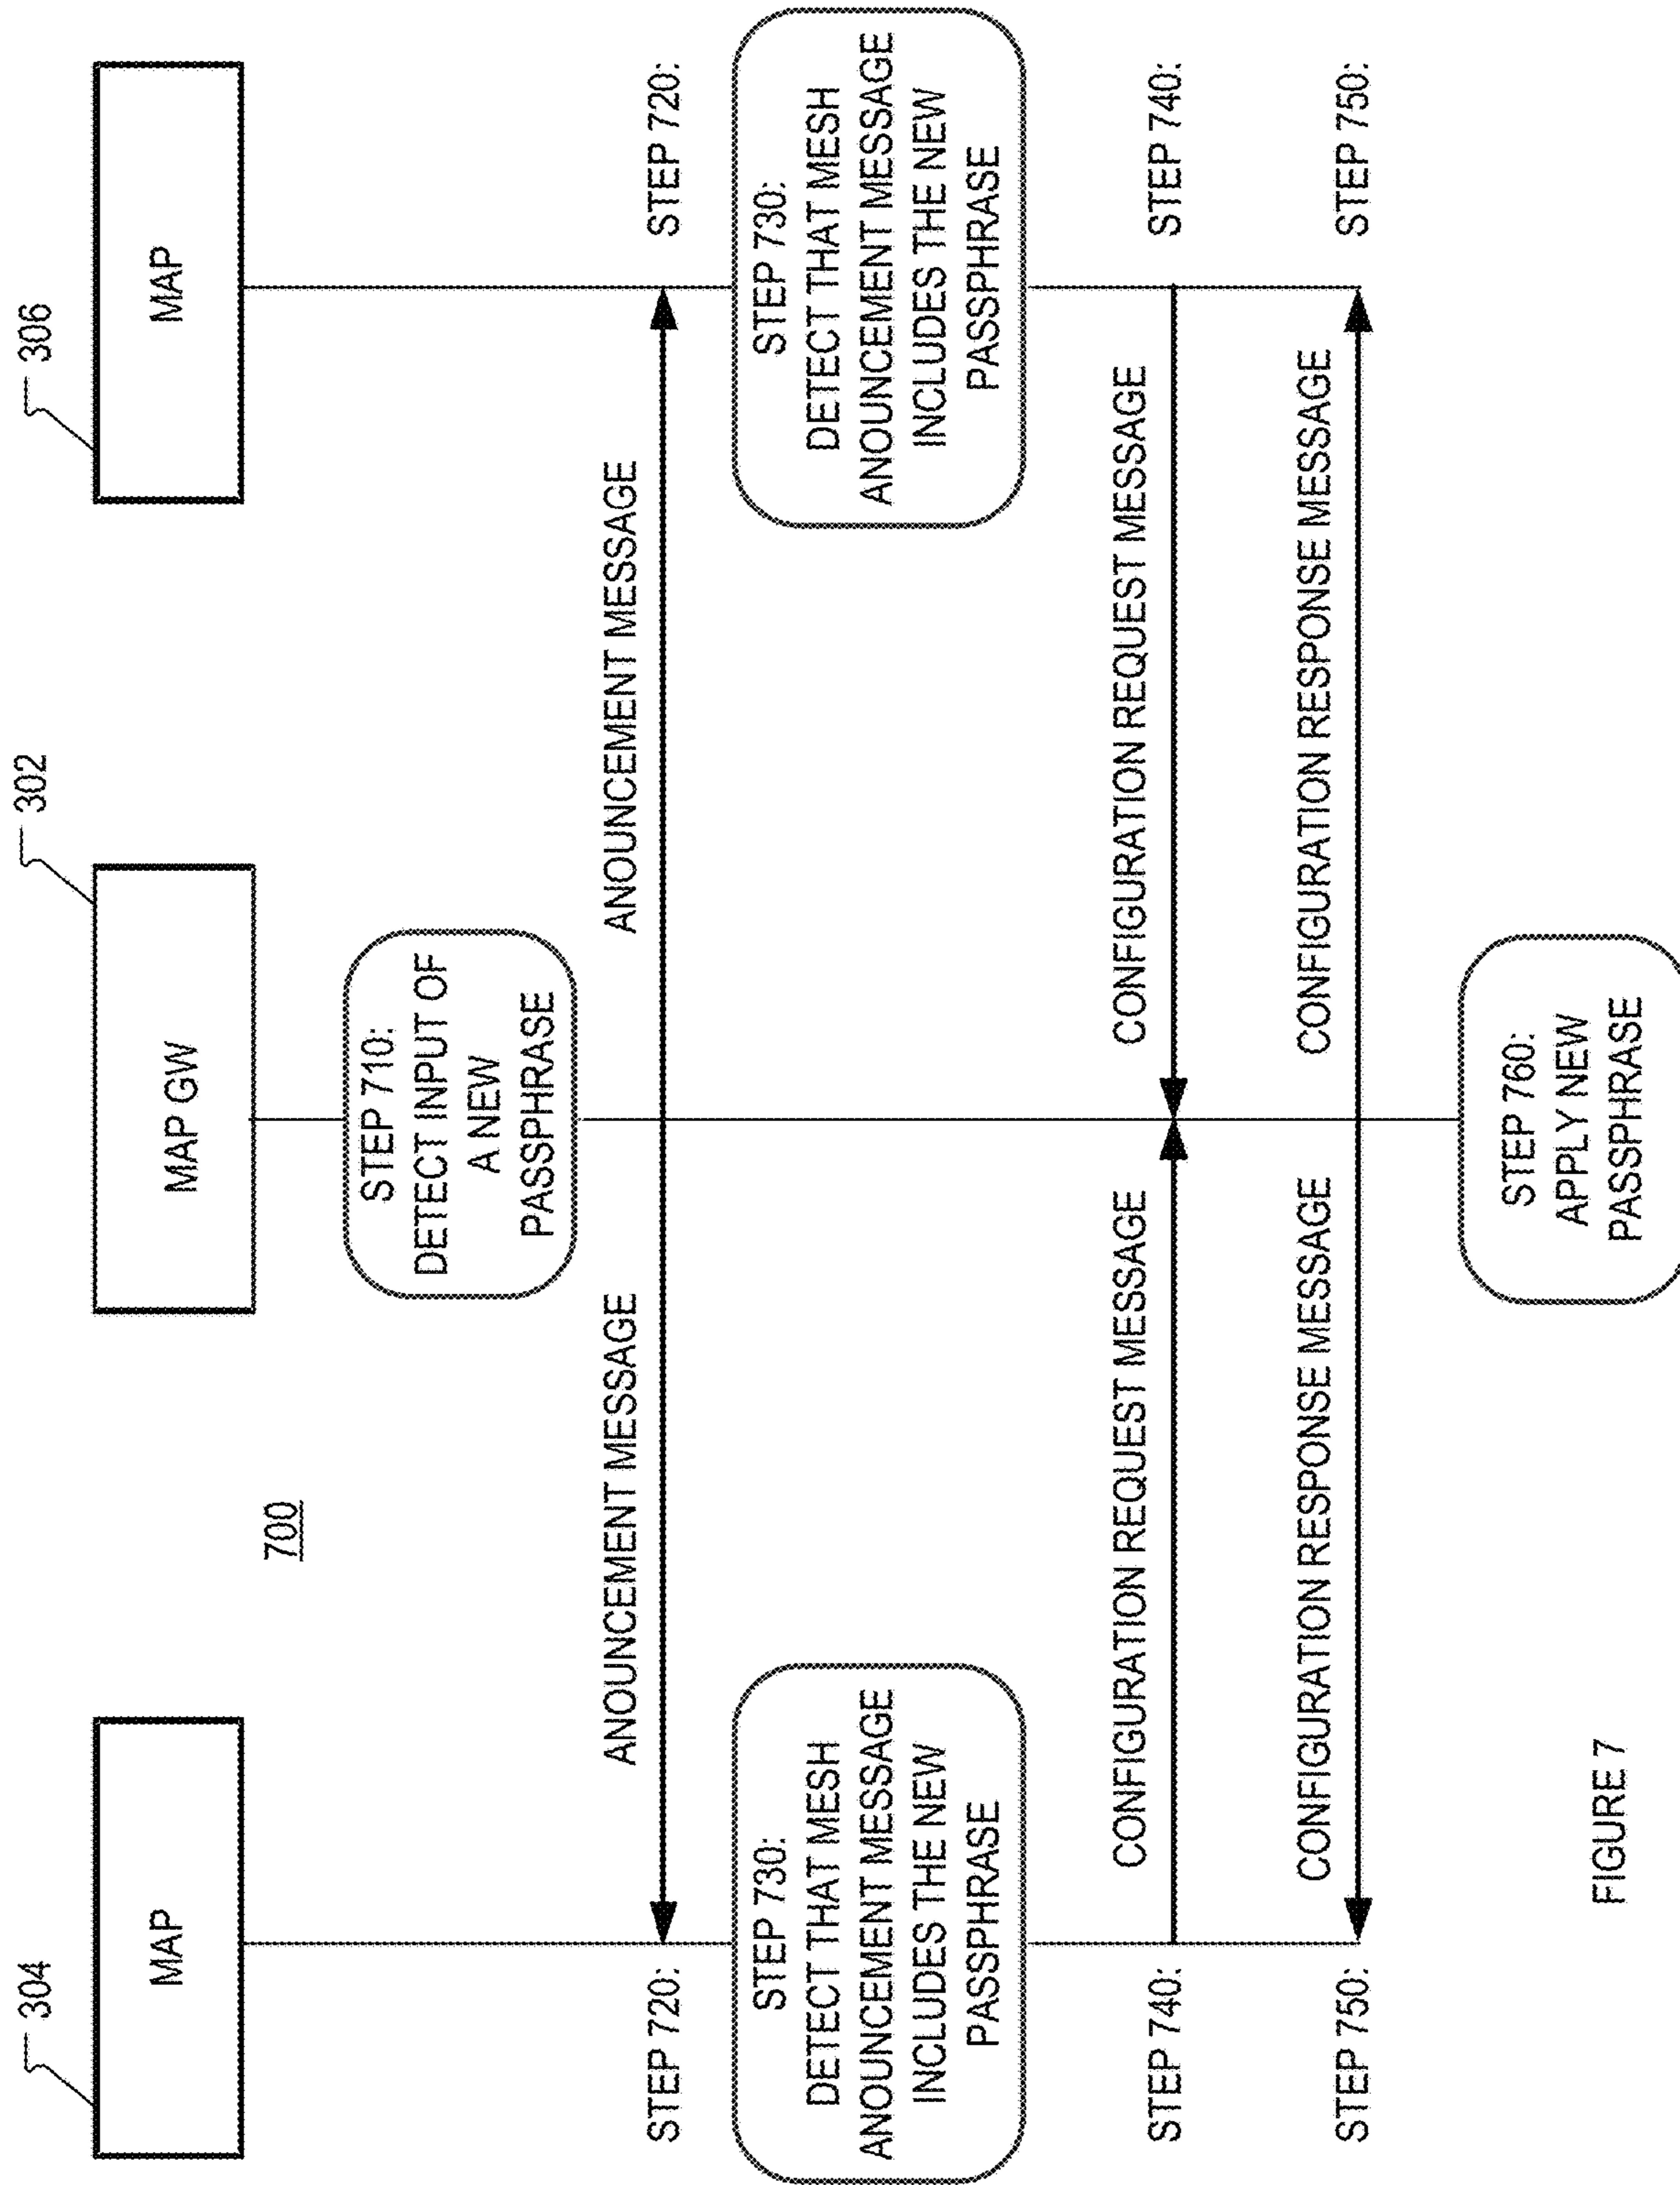 304
302
306
MAP
MAP GW
MAP
700
STEP 710:
DETECT INPUT OF
A NEW
PASSPHRASE
ANOUNCEMENT MESSAGE
ANOUNCEMENT MESSAGE
STEP 720:
STEP 720:
STEP 730:
DETECT THAT MESH
ANOUNCEMENT MESSAGE
INCLUDES THE NEW
PASSPHRASE
STEP 730:
DETECT THAT MESH
ANOUNCEMENT MESSAGE
INCLUDES THE NEW
PASSPHRASE
CONFIGURATION REQUEST MESSAGE
CONFIGURATION REQUEST MESSAGE
STEP 740:
STEP 740:
CONFIGURATION RESPONSE MESSAGE
CONFIGURATION RESPONSE MESSAGE
STEP 750:
STEP 750:
STEP 760:
APPLY NEW
PASSPHRASE
FIGURE 7